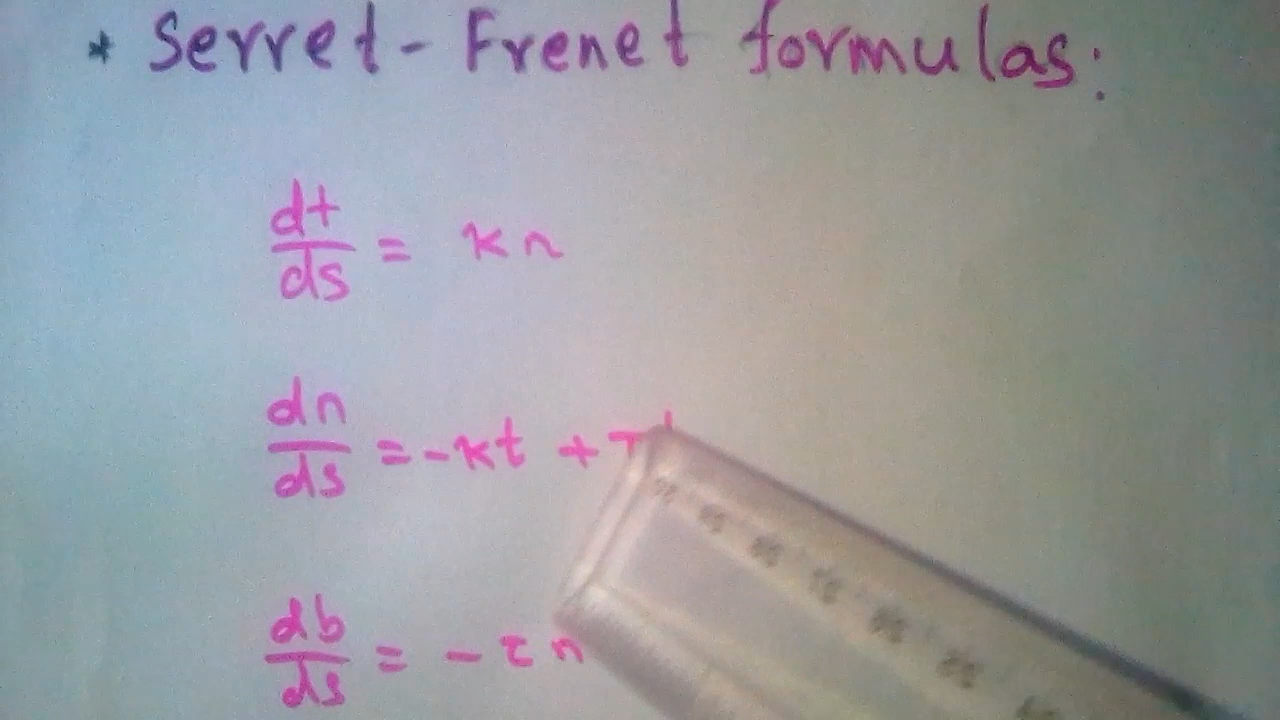 * Serret-Frenet formulas:
dt/ds = κn
dn/ds = -κt + τ
db/ds = -τn